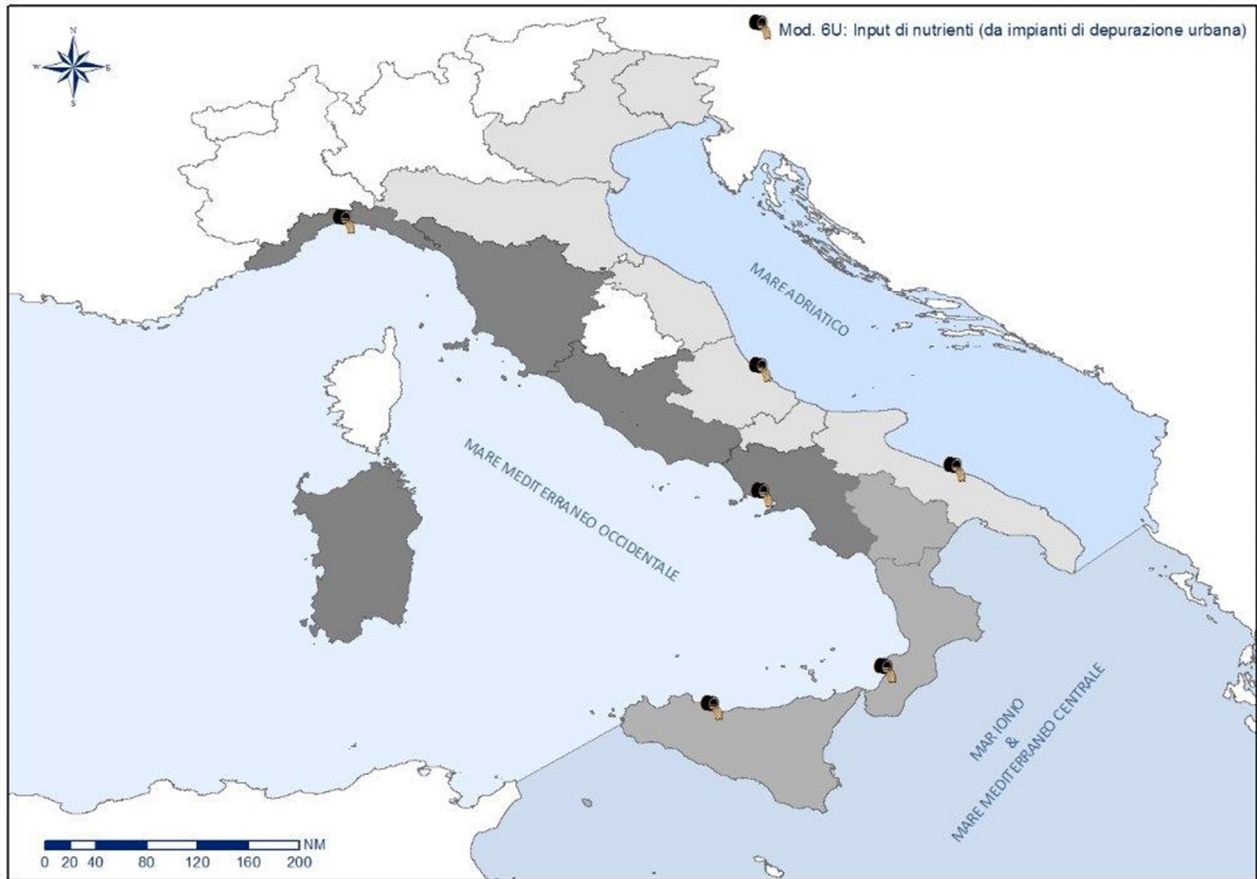 N
W E
S
Mod. 6U: Input di nutrienti (da impianti di depurazione urbana)
MARE ADRIATICO
MARE MEDITERRANEO OCCIDENTALE
MAR IONIO
&
MARE MEDITERRANEO CENTRALE
NM
0 20 40 80 120 160 200